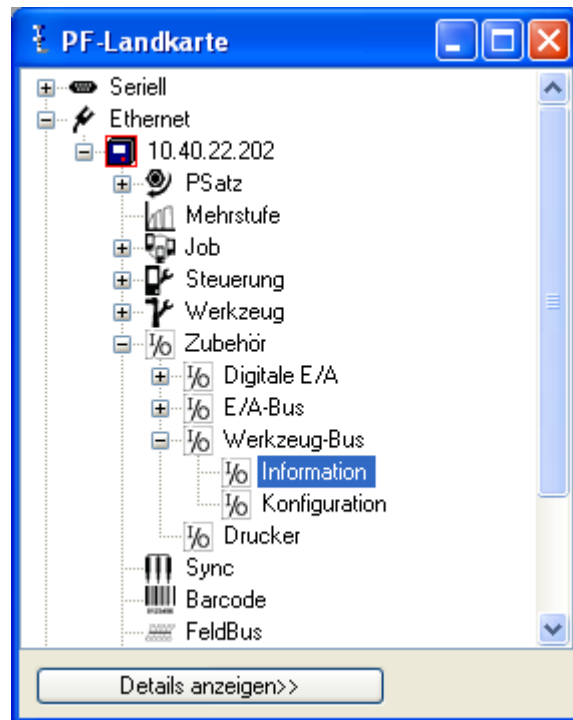 PF-Landkarte
Seriell
Ethernet
10.40.22.202
PSatz
Mehrstufe
Job
Steuerung
Werkzeug
Zubehör
Digitale E/A
E/A-Bus
Werkzeug-Bus
Information
Konfiguration
Drucker
Sync
Barcode
FeldBus
Details anzeigen>>